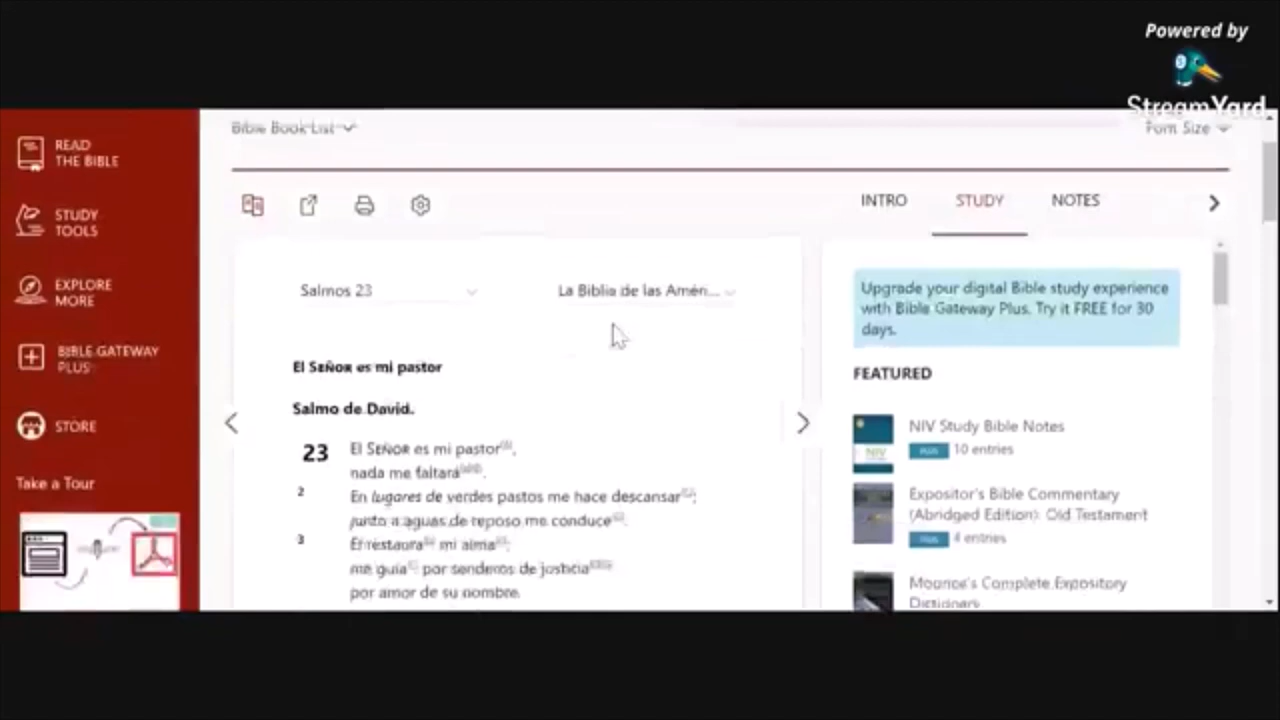 Powered by
StreamYard
Bible Book List
Font Size
READ
THE BIBLE
STUDY
TOOLS
EXPLORE
MORE
BIBLE GATEWAY
PLUS
STORE
Take a Tour
INTRO
STUDY
NOTES
Salmos 23
La Biblia de las Améri...
El Señor es mi pastor
Salmo de David.
23 El SEÑOR es mi pastor,
nada me faltará.
2 En lugares de verdes pastos me hace descansar;
junto a aguas de reposo me conduce.
3 El restaura mi alma;
me guía por senderos de justicia
por amor de su nombre.
Upgrade your digital Bible study experience
with Bible Gateway Plus. Try it FREE for 30
days.
FEATURED
NIV Study Bible Notes
NIV
PLUS 10 entries
Expositor's Bible Commentary
(Abridged Edition): Old Testament
PLUS 4 entries
Mounce's Complete Expository
Dictionary